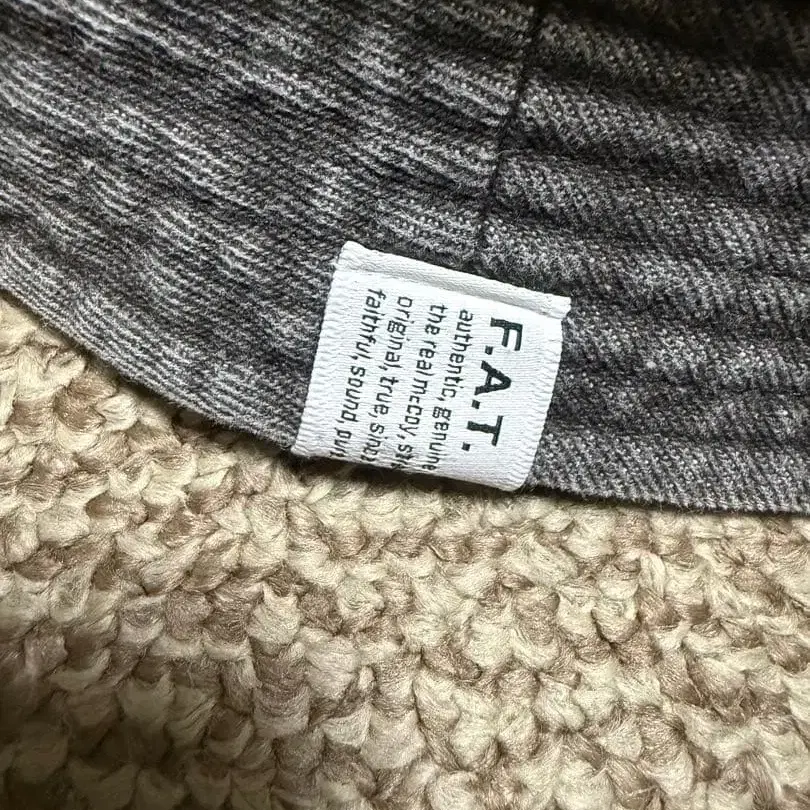 F.A.T.
authentic, genuine
the real mccoy, 
original, true, 
faithful, sound,